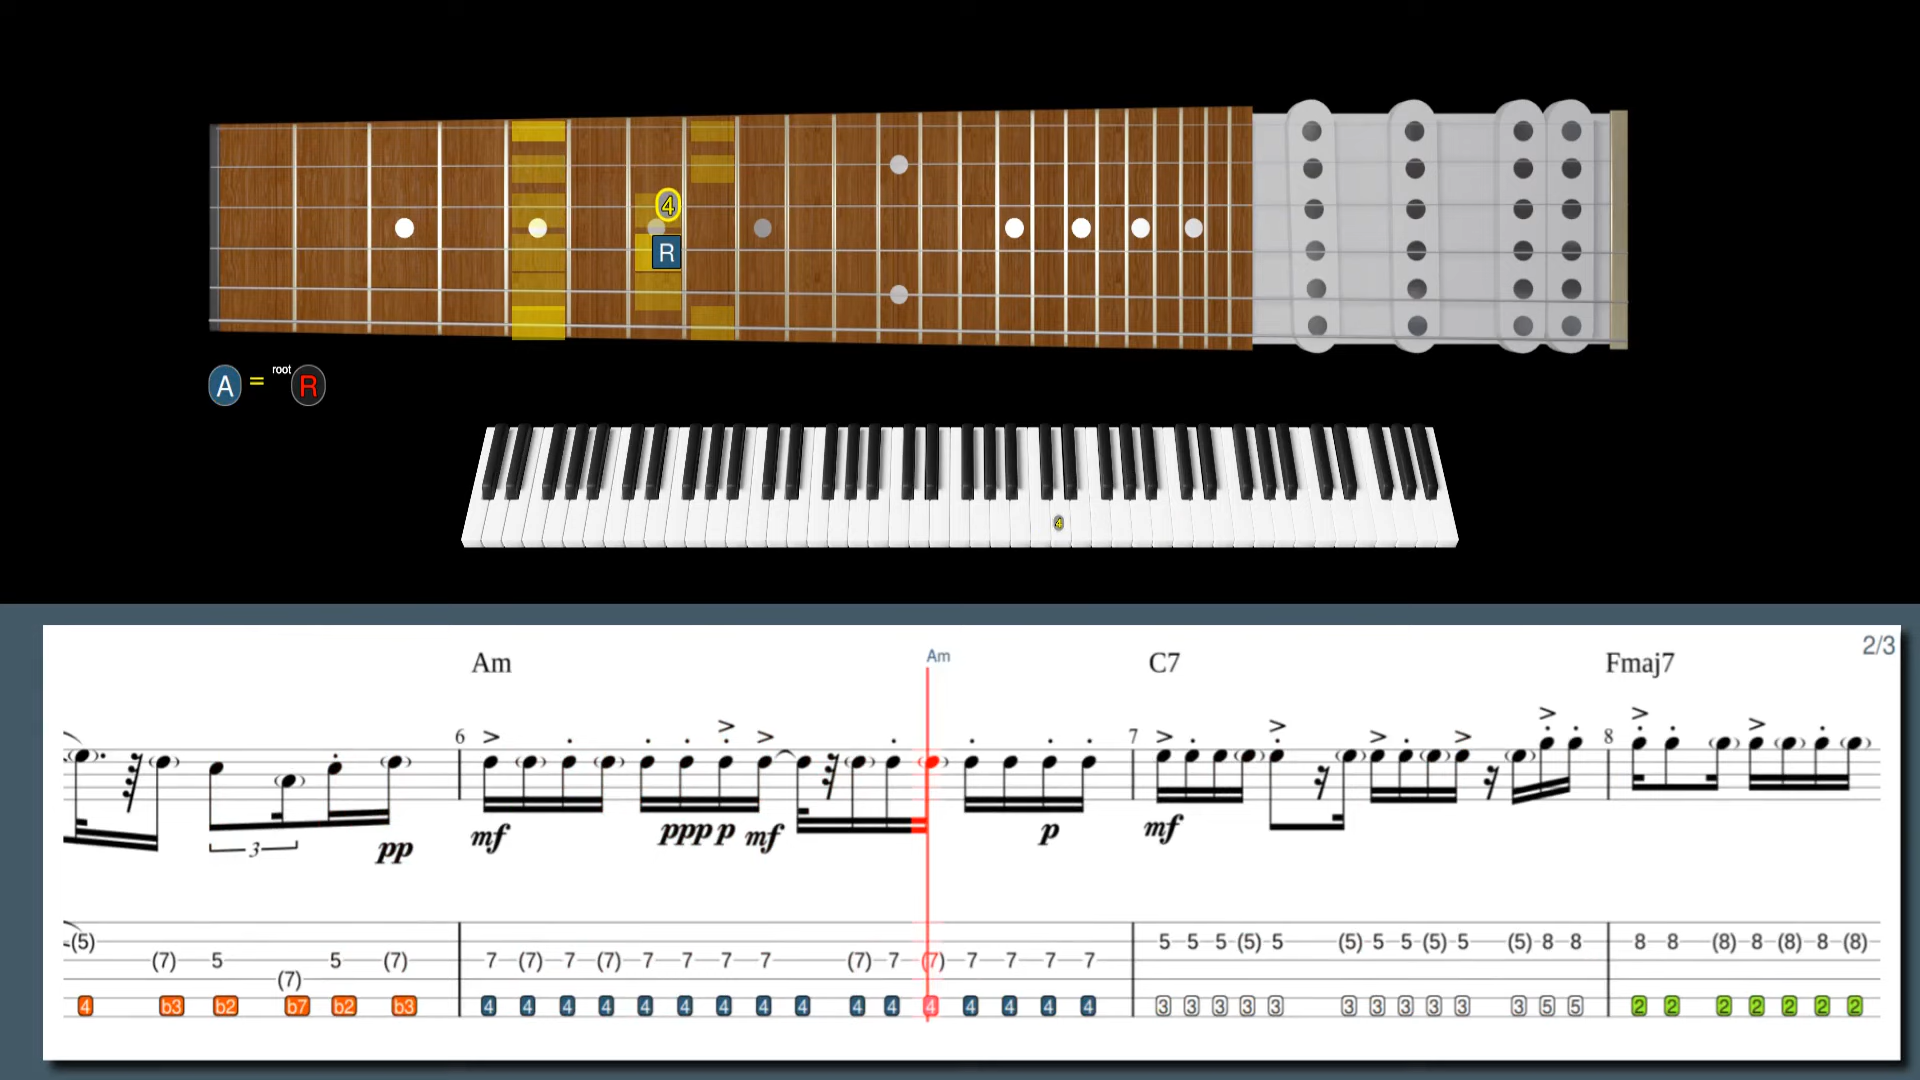 4
R
A = root R
4
2/3
Am Am C7 Fmaj7
6 7 8
mf ppp p mf p mf
3 pp
(5) (7) 5 (7) 5 (7) 7 (7) 7 (7) 7 7 7 7 (7) 7 (7) 7 7 7 7 5 5 5 (5) 5 (5) 5 5 (5) 5 (5) 8 8 8 8 (8) 8 (8) 8 (8)
4 b3 b2 b7 b2 b3 4 4 4 4 4 4 4 4 4 4 4 4 4 4 4 4 3 3 3 3 3 3 3 3 3 3 3 5 5 2 2 2 2 2 2 2